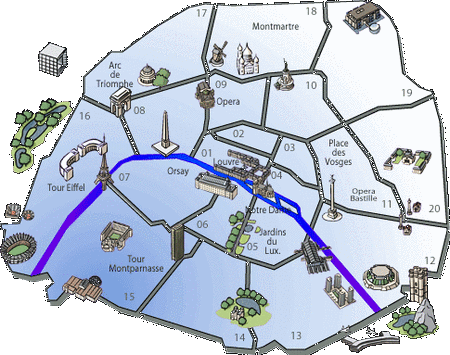 17
18
Montmartre
Arc
de
Triomphe
09
Opera
10
19
16
08
02
03
Place
des
Vosges
01
Louvre
04
Orsay
Tour Eiffel
07
Opera
Bastille
11
20
Notre Dame
06
05
Jardins
du
Lux.
Tour
Montparnasse
12
15
14
13